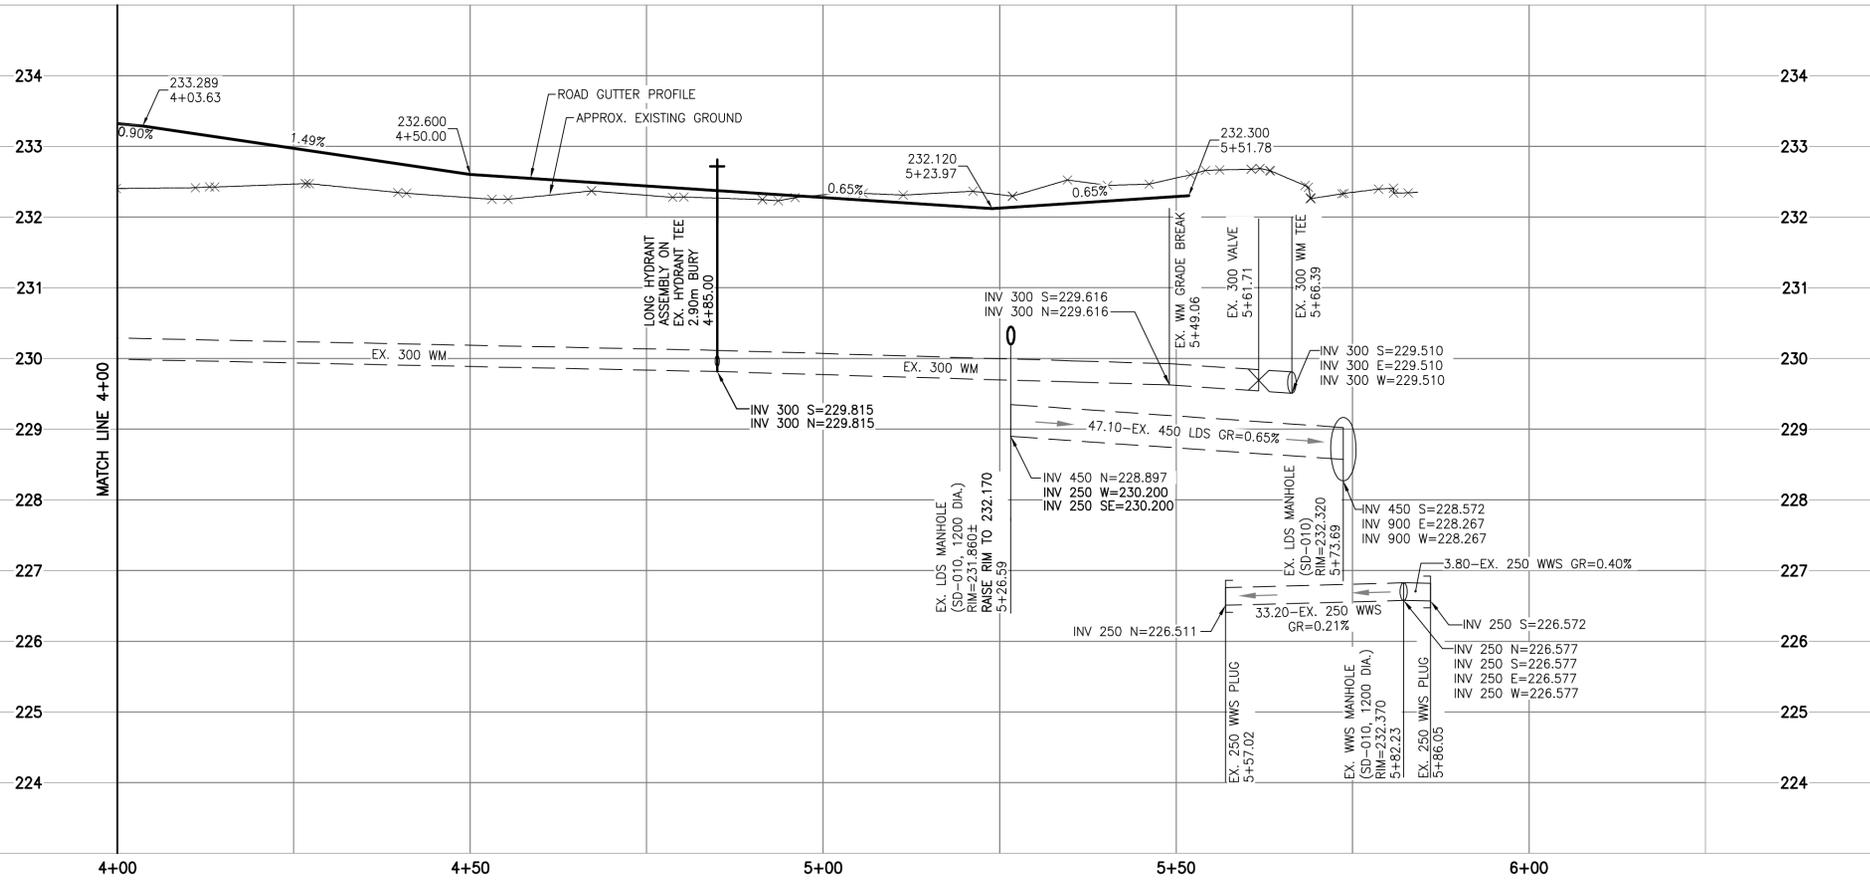 234
233
232
231
230
229
228
227
226
225
224
MATCH LINE 4+00
233.289
4+03.63
0.90%
1.49%
232.600
4+50.00
ROAD GUTTER PROFILE
APPROX. EXISTING GROUND
232.120
5+23.97
0.65%
0.65%
232.300
5+51.78
LONG HYDRANT
ASSEMBLY ON
EX. HYDRANT TEE
2.90m BURY
4+85.00
INV 300 S=229.616
INV 300 N=229.616
EX. WM GRADE BREAK
5+49.06
EX. 300 VALVE
5+61.71
EX. 300 WM TEE
5+66.39
EX. 300 WM
EX. 300 WM
INV 300 S=229.510
INV 300 E=229.510
INV 300 W=229.510
INV 300 S=229.815
INV 300 N=229.815
47.10-EX. 450 LDS GR=0.65%
EX. LDS MANHOLE
(SD-010, 1200 DIA.)
RIM=231.860±
RAISE RIM TO 232.170
5+26.59
INV 450 N=228.897
INV 250 W=230.200
INV 250 SE=230.200
EX. LDS MANHOLE
(SD-010)
RIM=232.320
5+73.69
INV 450 S=228.572
INV 900 E=228.267
INV 900 W=228.267
3.80-EX. 250 WWS GR=0.40%
33.20-EX. 250 WWS
GR=0.21%
INV 250 N=226.511
INV 250 S=226.572
INV 250 N=226.577
INV 250 S=226.577
INV 250 E=226.577
INV 250 W=226.577
EX. 250 WWS PLUG
5+57.02
EX. WWS MANHOLE
(SD-010, 1200 DIA.)
RIM=232.370
5+82.23
EX. 250 WWS PLUG
5+86.05
234
233
232
231
230
229
228
227
226
225
224
4+00
4+50
5+00
5+50
6+00